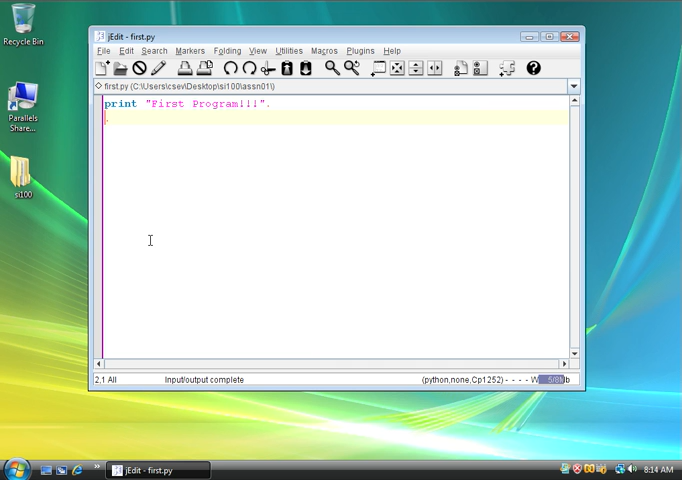 Recycle Bin
Parallels
Share...
si100
jEdit - first.py
File Edit Search Markers Folding View Utilities Macros Plugins Help
first.py (C:\Users\csev\Desktop\si100\assn01\)
print "First Program!!!".
.
2,1 All Input/output complete (python,none,Cp1252) - - - - W 5/8Mb
» jEdit - first.py 8:14 AM